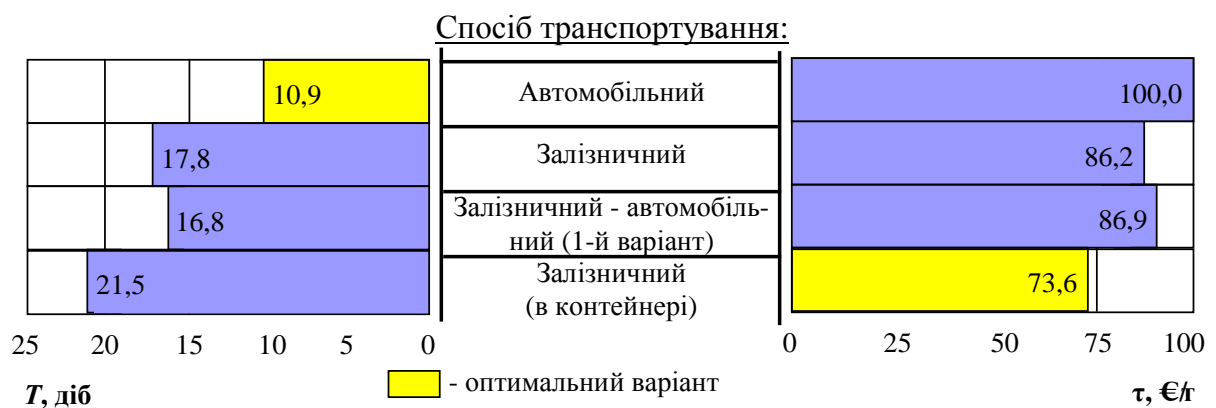 Спосіб транспортування:
10,9 Автомобільний 100,0
17,8 Залізничний 86,2
16,8 Залізничний - автомобіль-
ний (1-й варіант) 86,9
21,5 Залізничний
(в контейнері) 73,6
25 20 15 10 5 0 0 25 50 75 100
T, діб - оптимальний варіант τ, €/т